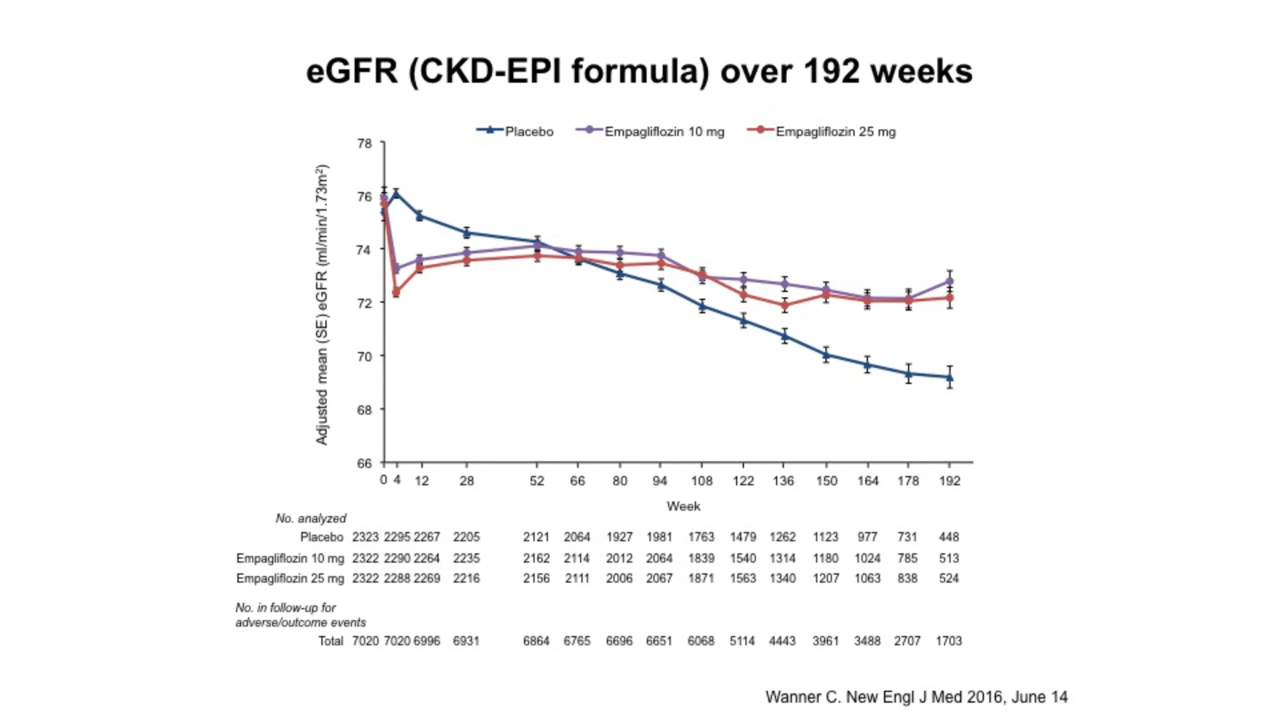 eGFR (CKD-EPI formula) over 192 weeks
Placebo Empagliflozin 10 mg Empagliflozin 25 mg
Adjusted mean (SE) eGFR (ml/min/1.73m²)
78
76
74
72
70
68
66
0 4 12 28 52 66 80 94 108 122 136 150 164 178 192
Week
No. analyzed
Placebo 2323 2295 2267 2205 2121 2064 1927 1981 1763 1479 1262 1123 977 731 448
Empagliflozin 10 mg 2322 2290 2264 2235 2162 2114 2012 2064 1839 1540 1314 1180 1024 785 513
Empagliflozin 25 mg 2322 2288 2269 2216 2156 2111 2006 2067 1871 1563 1340 1207 1063 838 524
No. in follow-up for
adverse/outcome events
Total 7020 7020 6996 6931 6864 6765 6696 6651 6068 5114 4443 3961 3488 2707 1703
Wanner C. New Engl J Med 2016, June 14